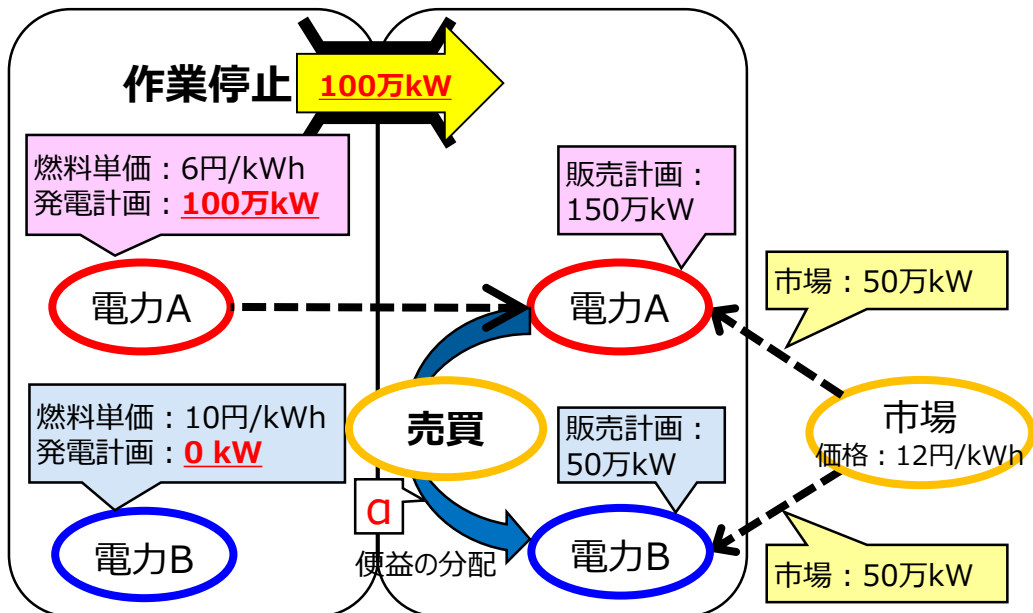 作業停止
100万kW
燃料単価：6円/kWh
発電計画：100万kW
販売計画：
150万kW
電力A
電力A
市場：50万kW
燃料単価：10円/kWh
発電計画：0 kW
売買
販売計画：
50万kW
市場
価格：12円/kWh
α
便益の分配
電力B
電力B
市場：50万kW